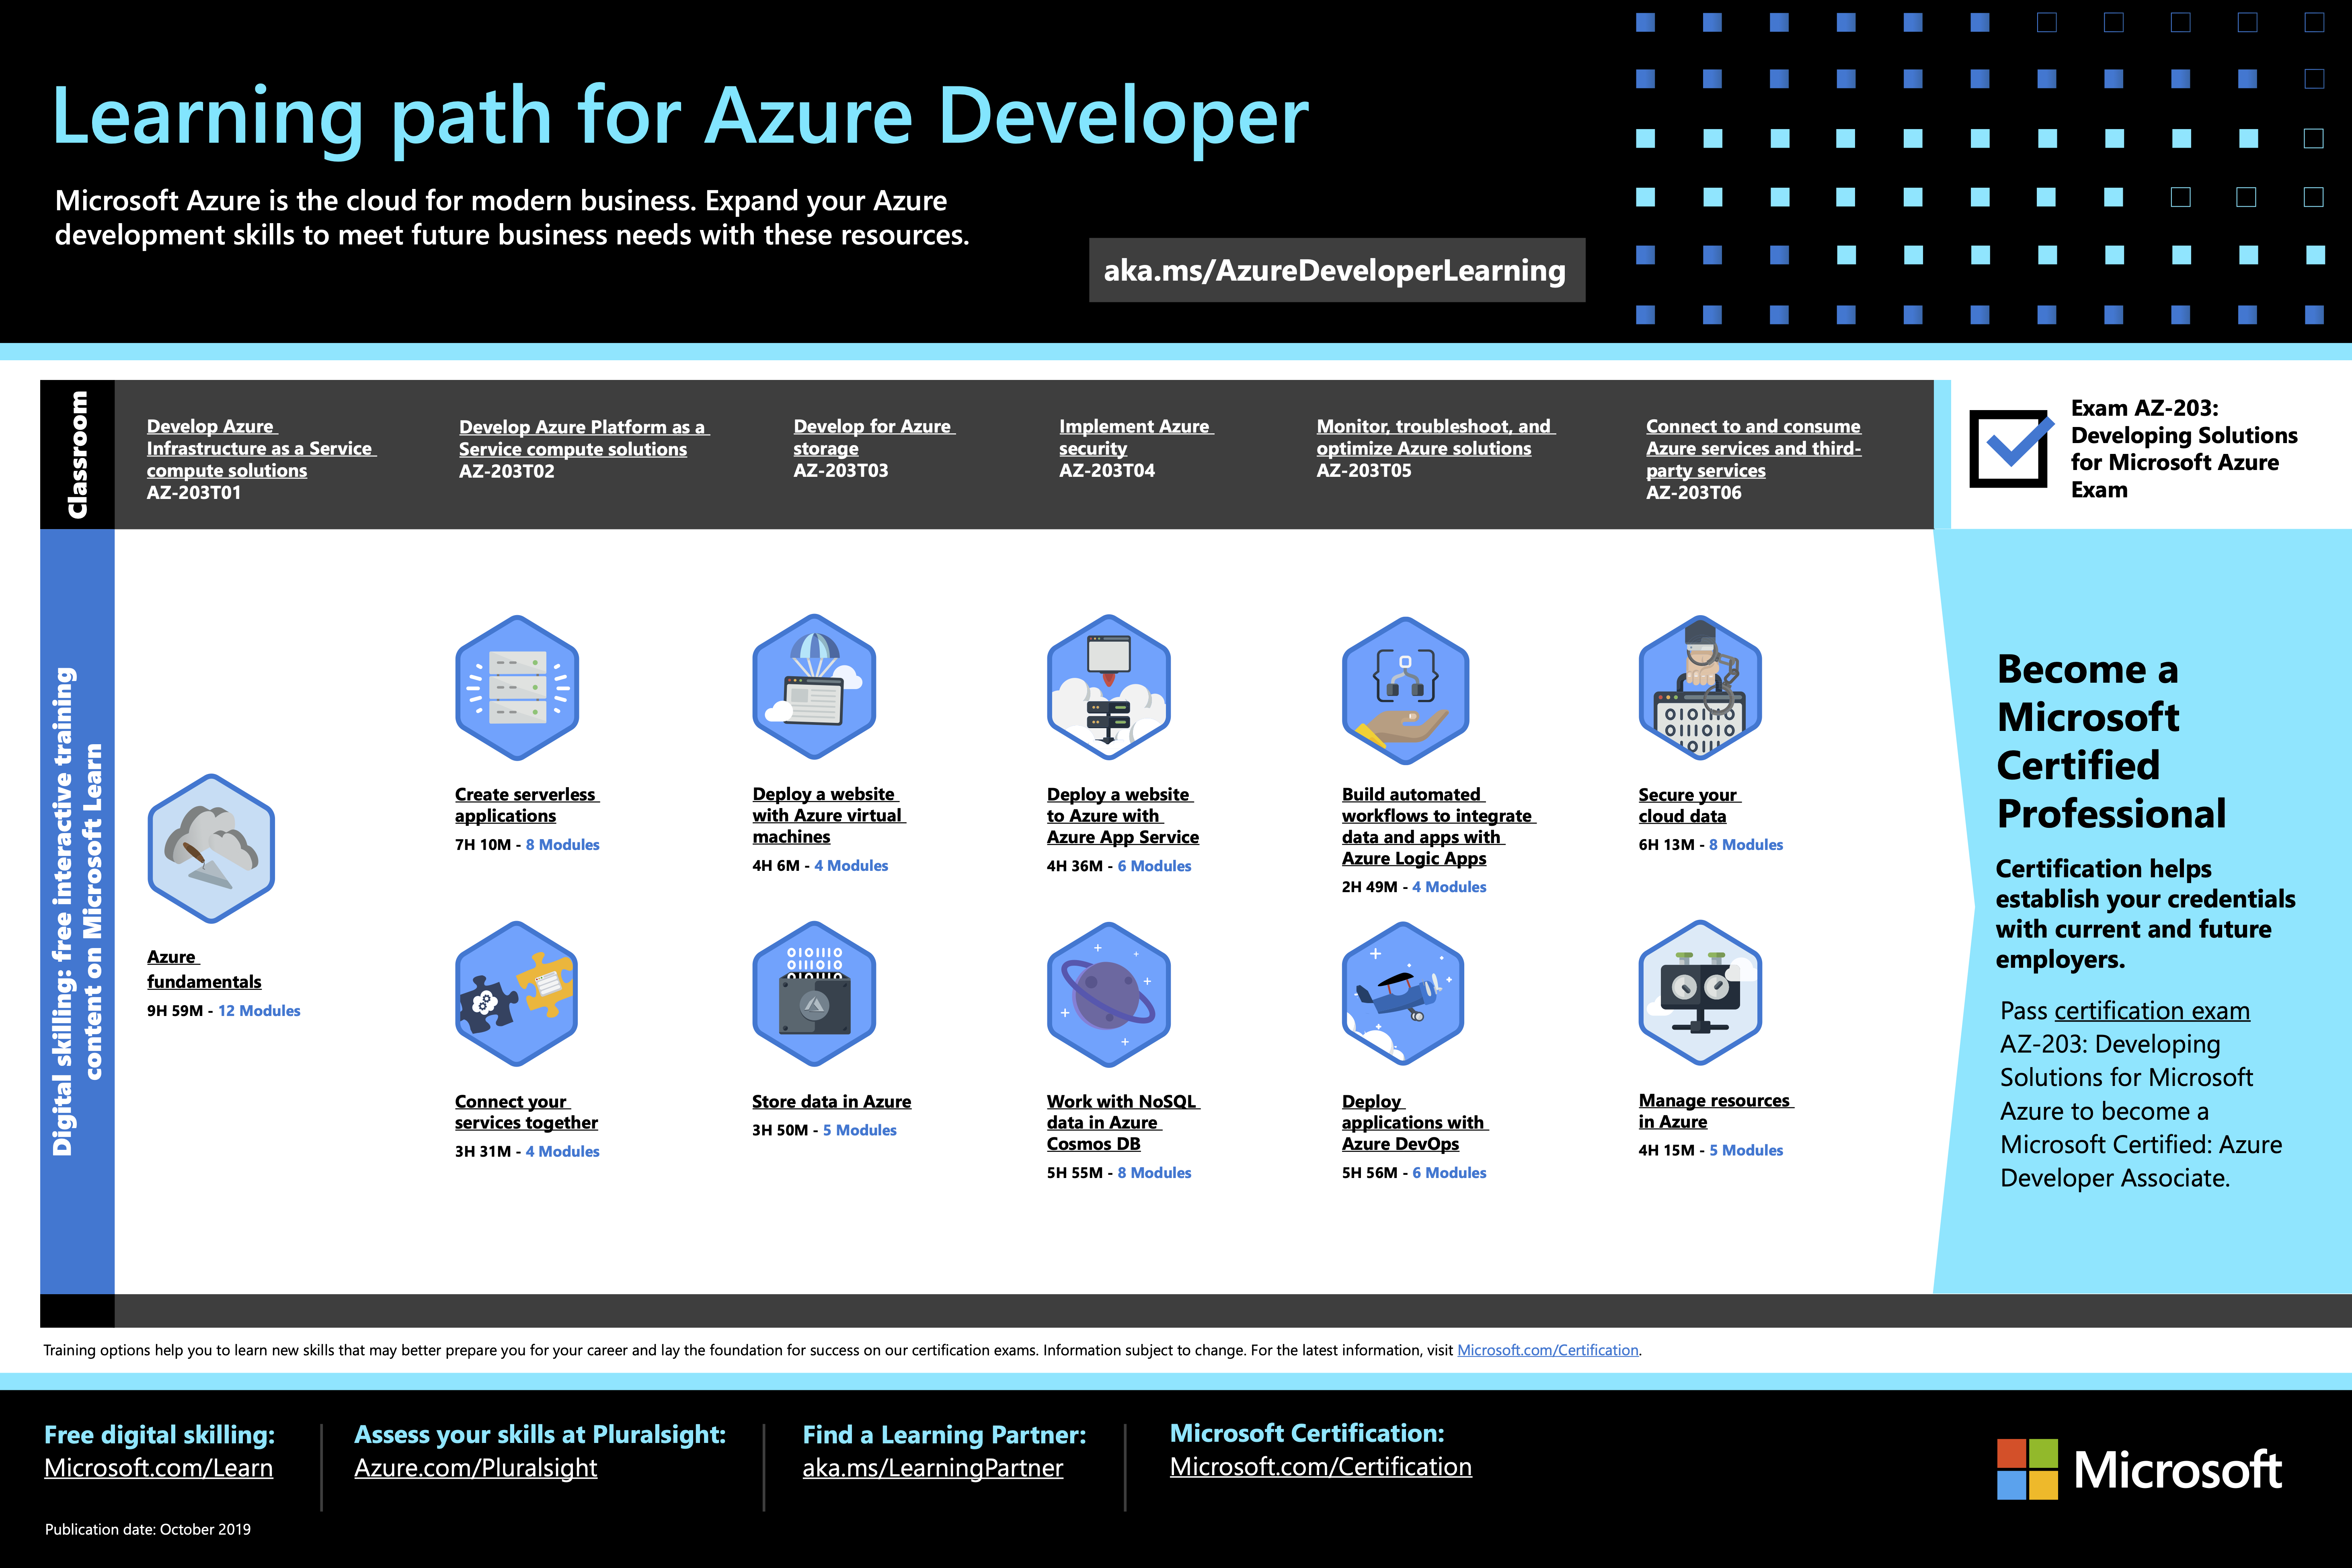 Learning path for Azure Developer
Microsoft Azure is the cloud for modern business. Expand your Azure
development skills to meet future business needs with these resources.
aka.ms/AzureDeveloperLearning
Classroom
Develop Azure
Infrastructure as a Service
compute solutions
AZ-203T01
Develop Azure Platform as a
Service compute solutions
AZ-203T02
Develop for Azure
storage
AZ-203T03
Implement Azure
security
AZ-203T04
Monitor, troubleshoot, and
optimize Azure solutions
AZ-203T05
Connect to and consume
Azure services and third-
party services
AZ-203T06
Exam AZ-203:
Developing Solutions
for Microsoft Azure
Exam
Digital skilling: free interactive training
content on Microsoft Learn
Azure
fundamentals
9H 59M - 12 Modules
Create serverless
applications
7H 10M - 8 Modules
Deploy a website
with Azure virtual
machines
4H 6M - 4 Modules
Deploy a website
to Azure with
Azure App Service
4H 36M - 6 Modules
Build automated
workflows to integrate
data and apps with
Azure Logic Apps
2H 49M - 4 Modules
Secure your
cloud data
6H 13M - 8 Modules
Connect your
services together
3H 31M - 4 Modules
Store data in Azure
3H 50M - 5 Modules
Work with NoSQL
data in Azure
Cosmos DB
5H 55M - 8 Modules
Deploy
applications with
Azure DevOps
5H 56M - 6 Modules
Manage resources
in Azure
4H 15M - 5 Modules
Become a
Microsoft
Certified
Professional
Certification helps
establish your credentials
with current and future
employers.
Pass certification exam
AZ-203: Developing
Solutions for Microsoft
Azure to become a
Microsoft Certified: Azure
Developer Associate.
Training options help you to learn new skills that may better prepare you for your career and lay the foundation for success on our certification exams. Information subject to change. For the latest information, visit Microsoft.com/Certification.
Free digital skilling:
Microsoft.com/Learn
Assess your skills at Pluralsight:
Azure.com/Pluralsight
Find a Learning Partner:
aka.ms/LearningPartner
Microsoft Certification:
Microsoft.com/Certification
Microsoft
Publication date: October 2019